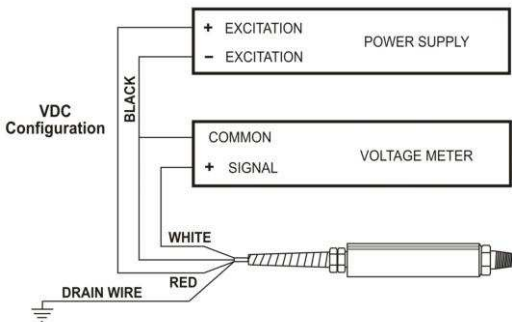 + EXCITATION
- EXCITATION
POWER SUPPLY
VDC
Configuration
BLACK
COMMON
+ SIGNAL
VOLTAGE METER
WHITE
RED
DRAIN WIRE